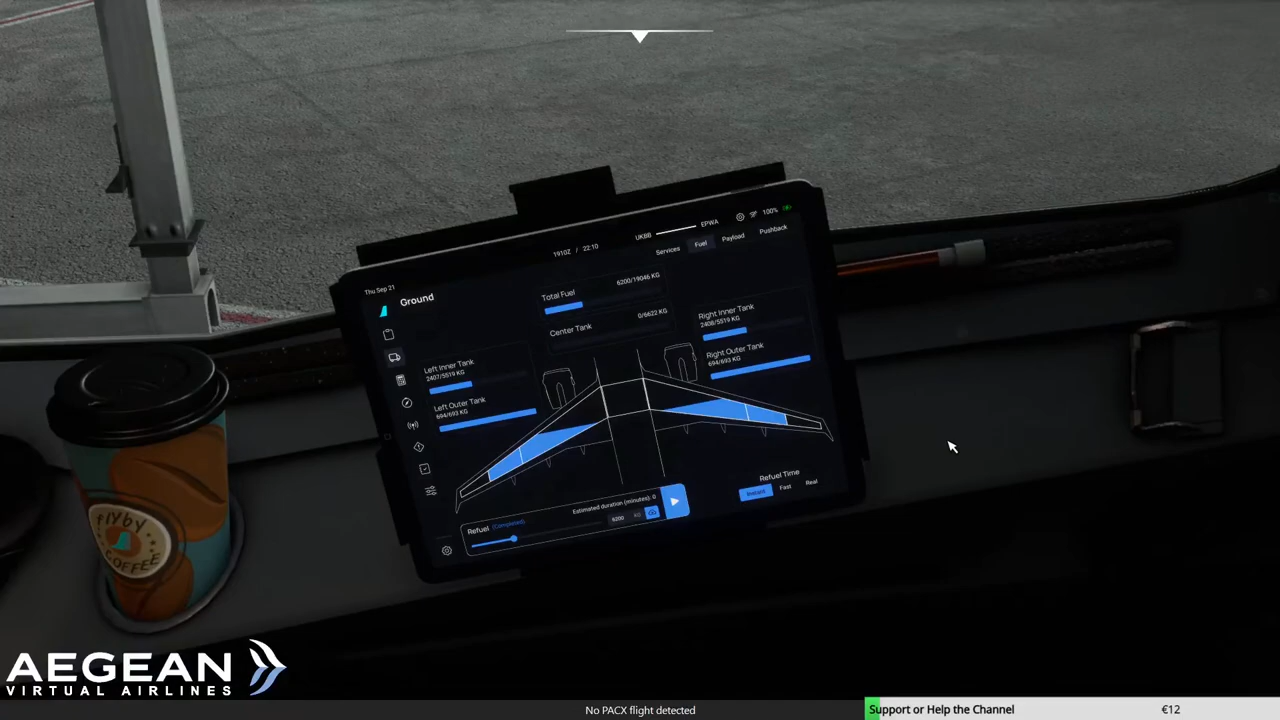 Thu Sep 21
1910Z / 22:10
UKBB
EPWA
100%
Ground
Services
Fuel
Payload
Pushback
Total Fuel
6200/19046 KG
Center Tank
0/6622 KG
Left Inner Tank
2407/5519 KG
Left Outer Tank
694/693 KG
Right Inner Tank
2408/5519 KG
Right Outer Tank
694/693 KG
Refuel (Completed)
Estimated duration (minutes): 0
6200 KG
Refuel Time
Instant
Fast
Real
flyby
COFFEE
AEGEAN
VIRTUAL AIRLINES
No PACX flight detected
Support or Help the Channel
€12